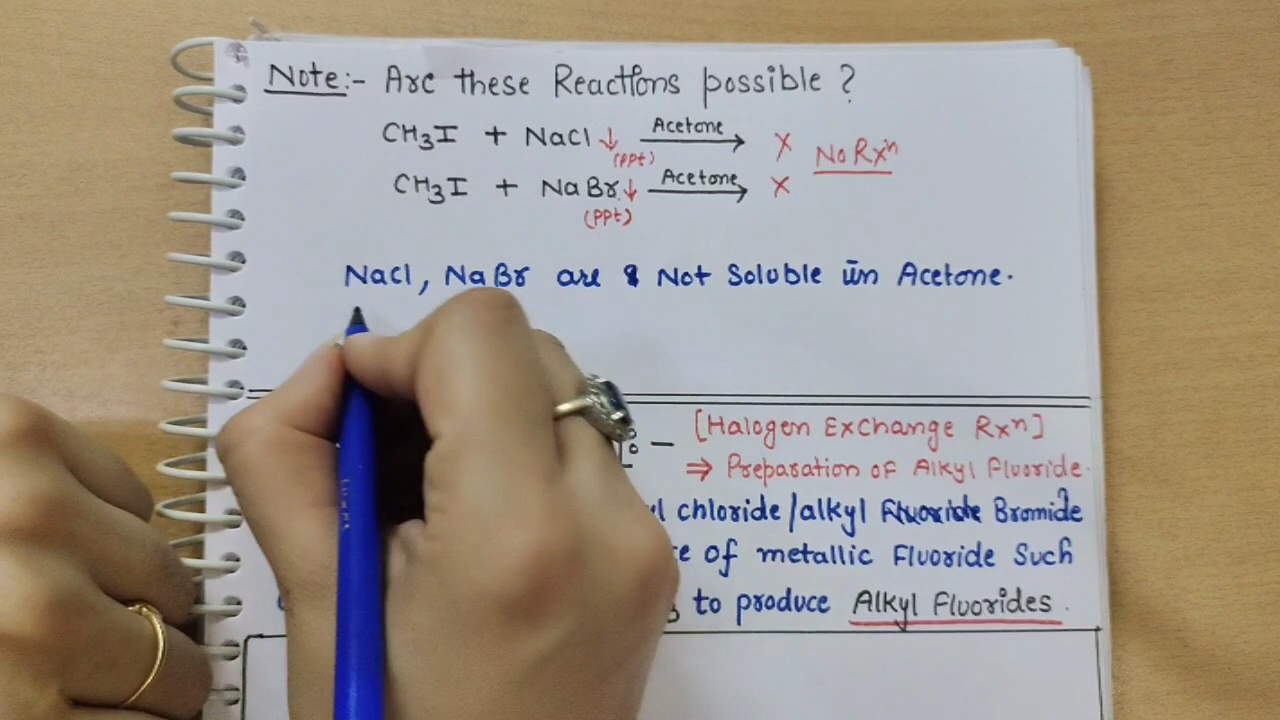 Note:- Are these Reactions possible ?
CH3I + NaCl ↓ Acetone → X No Rxn
(ppt)
CH3I + NaBr ↓ Acetone → X
(ppt)
NaCl, NaBr are Not Soluble in Acetone.
- [Halogen Exchange Rxn]
⇒ Preparation of Alkyl Fluoride.
chloride/alkyl Bromide
of metallic Fluoride Such
to produce Alkyl Fluorides.